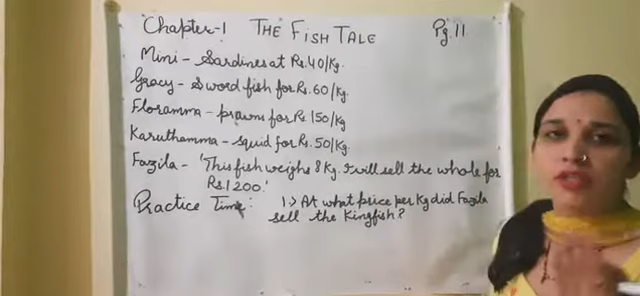 Chapter-1 THE FISH TALE Pg.11
Mini - Sardines at Rs.40/Kg.
Gracy - Sword fish for Rs.60/Kg.
Floramma - prawns for Rs 150/Kg
Karuthamma - squid for Rs.50/Kg.
Fazila - 'This fish weighs 8 Kg. I will sell the whole for
Rs.1200.'
Practice Time: 1.) At what price per Kg did Fazila
sell the Kingfish?